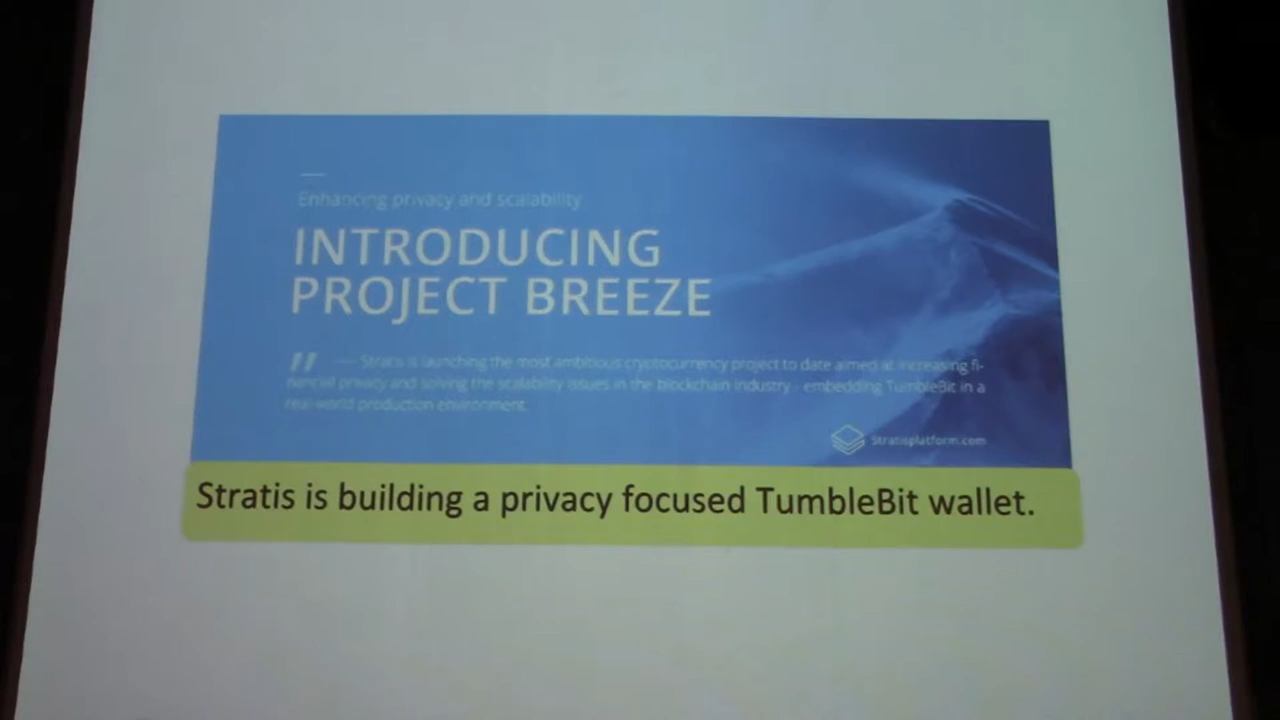 Enhancing privacy and scalability
INTRODUCING
PROJECT BREEZE
" — Stratis is launching the most ambitious cryptocurrency project to date aimed at increasing fi-
nancial privacy and solving the scalability issues in the blockchain industry - embedding TumbleBit in a
real-world production environment.
Stratisplatform.com
Stratis is building a privacy focused TumbleBit wallet.